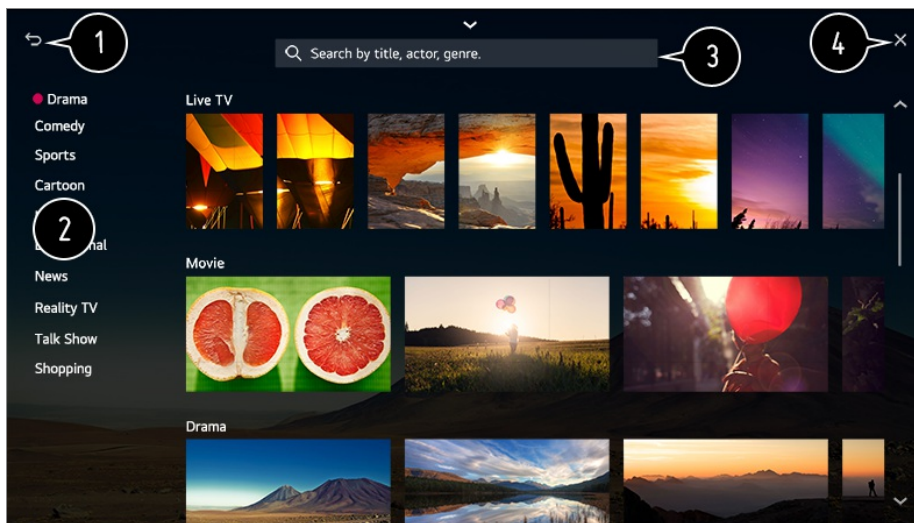 1
Search by title, actor, genre.
3
4
Drama
Comedy
Sports
Cartoon
2
News
Reality TV
Talk Show
Shopping
Live TV
Movie
Drama